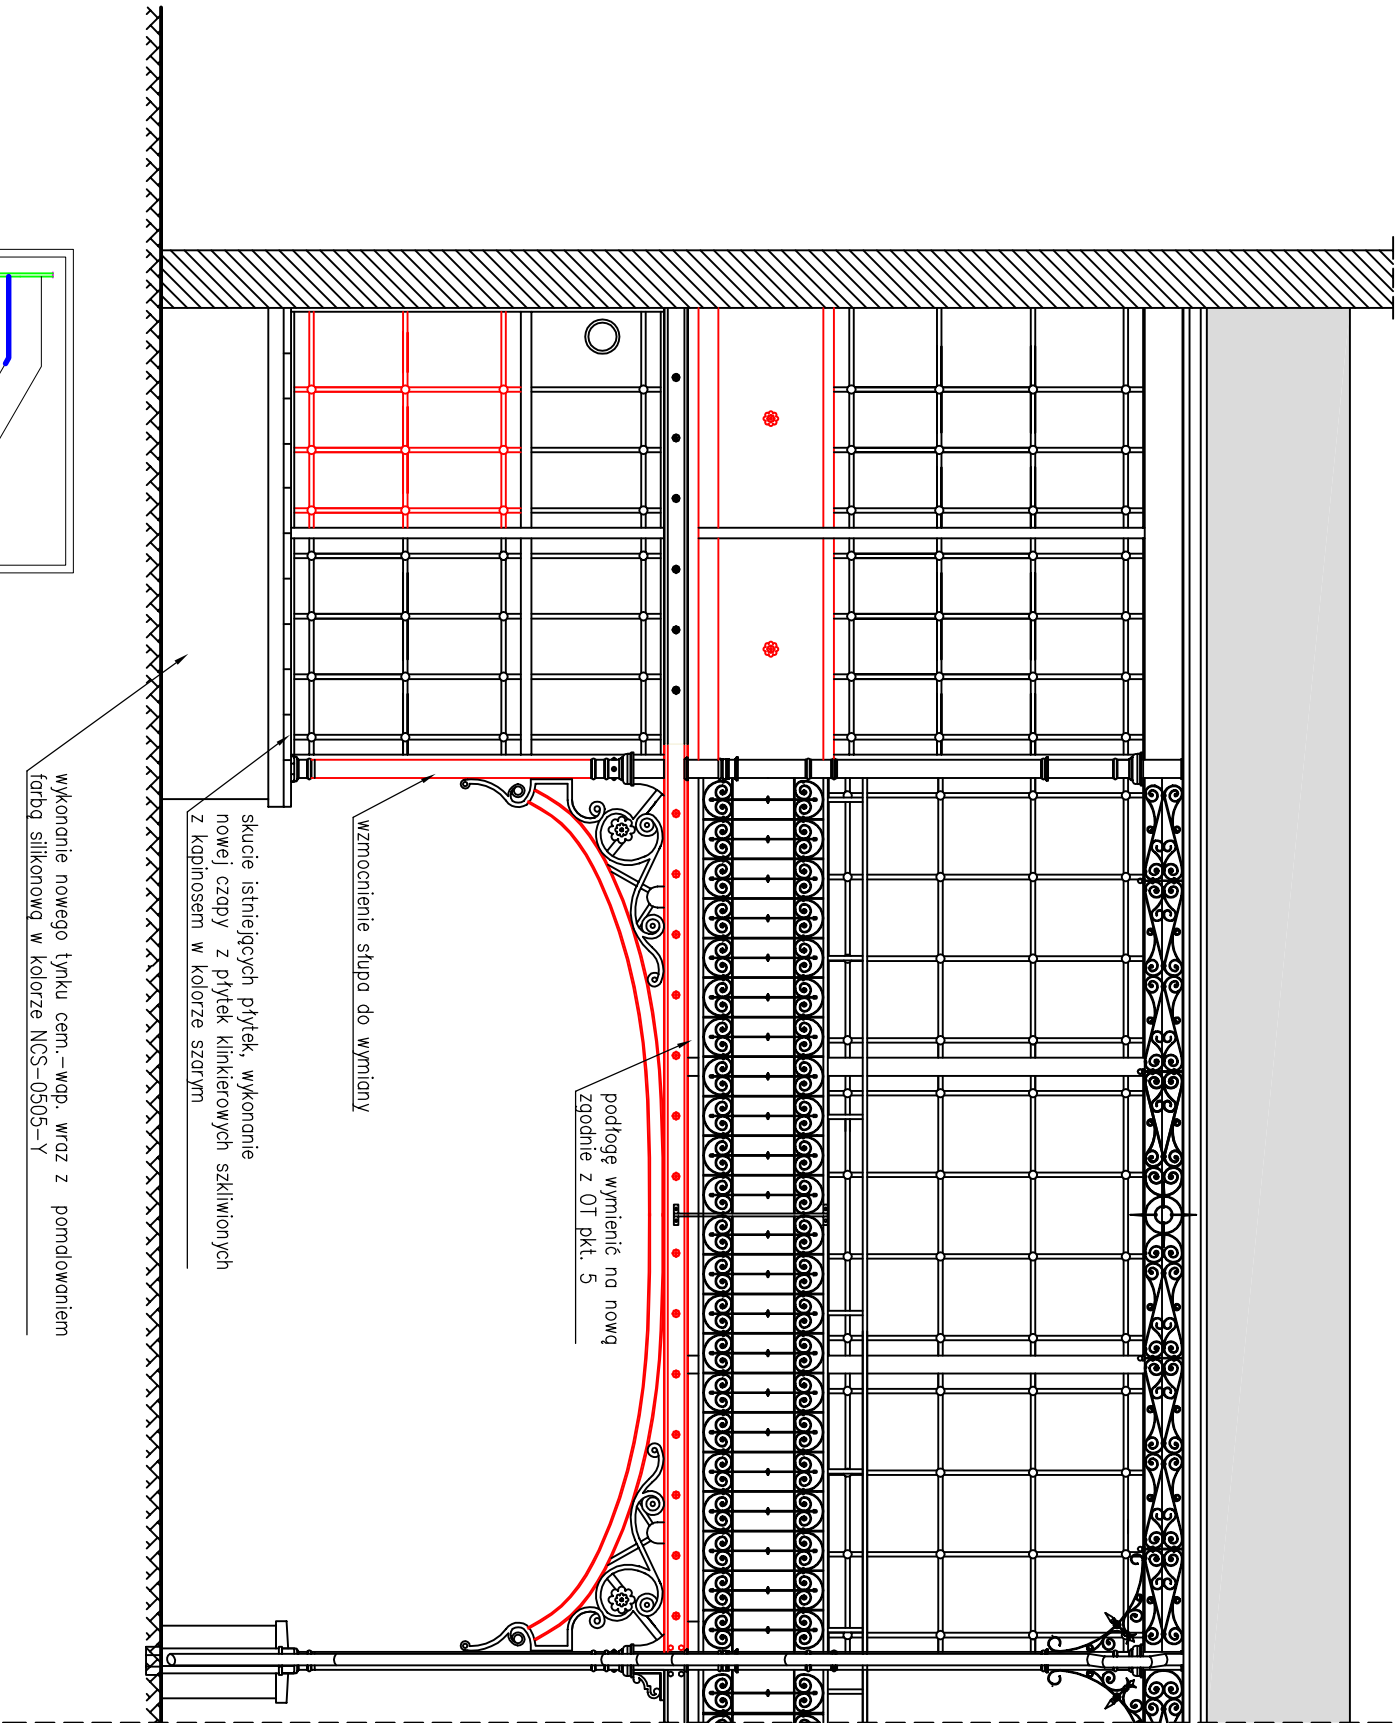 podłogę wymienić na nową
zgodnie z OT pkt. 5
wzmocnienie słupa do wymiany
skucie istniejących płytek, wykonanie
nowej czapy z płytek klinkierowych szkliwionych
z kapinosem w kolorze szarym
wykonanie nowego tynku cem.-wap. wraz z pomalowaniem
farbą silikonową w kolorze NCS-0505-Y